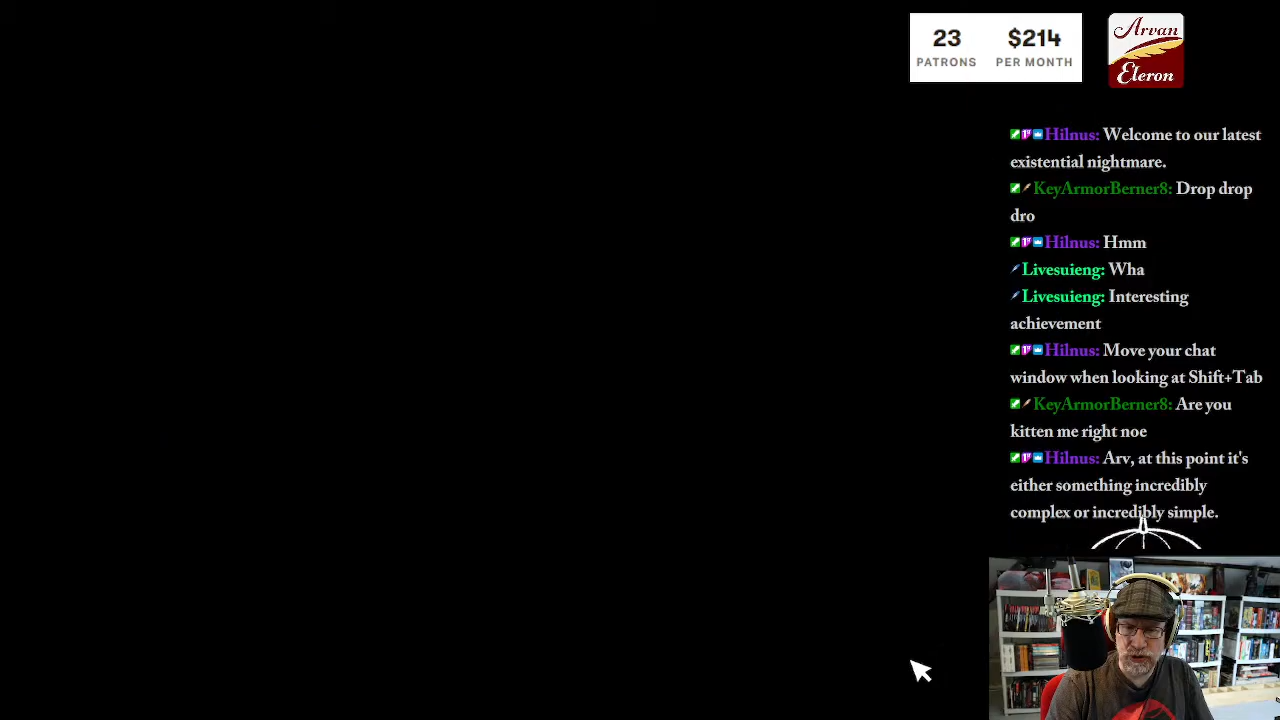 23 $214
PATRONS PER MONTH
Arvan
Eleron
Hilnus: Welcome to our latest
existential nightmare.
KeyArmorBerner8: Drop drop
dro
Hilnus: Hmm
Livesuieng: Wha
Livesuieng: Interesting
achievement
Hilnus: Move your chat
window when looking at Shift+Tab
KeyArmorBerner8: Are you
kitten me right noe
Hilnus: Arv, at this point it's
either something incredibly
complex or incredibly simple.